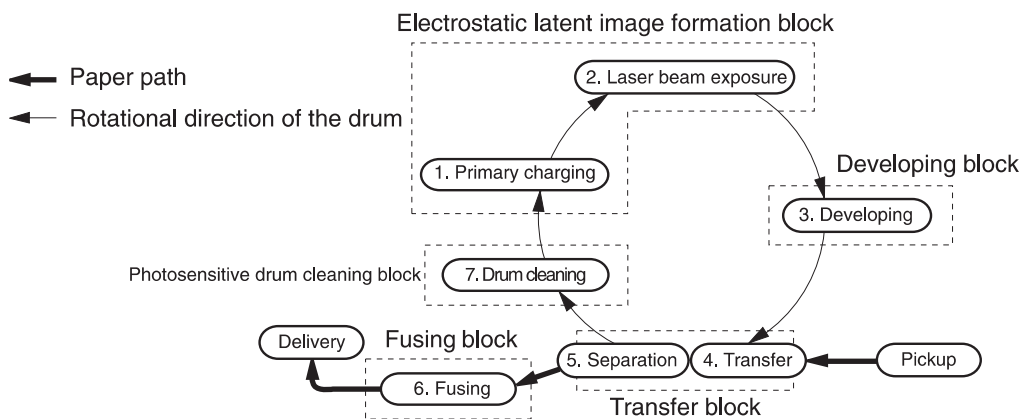 Electrostatic latent image formation block
Paper path
2. Laser beam exposure
Rotational direction of the drum
1. Primary charging
Developing block
3. Developing
Photosensitive drum cleaning block
7. Drum cleaning
Fusing block
Delivery
5. Separation
4. Transfer
Pickup
6. Fusing
Transfer block